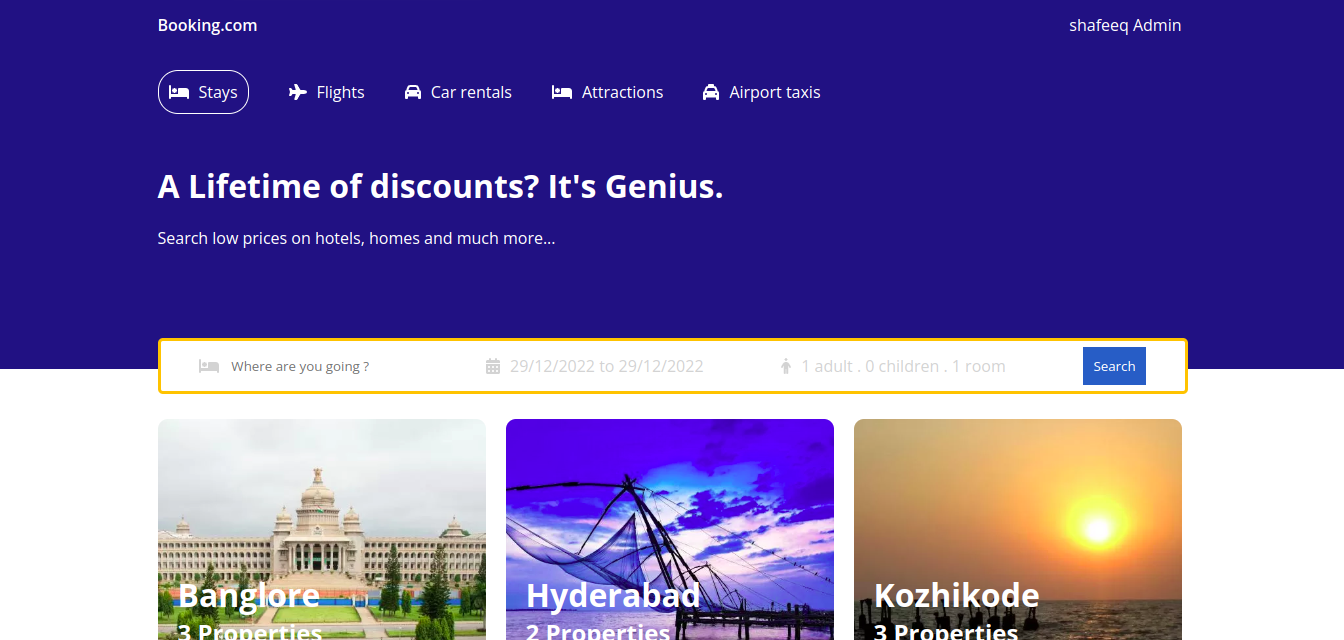 Booking.com
shafeeq Admin
Stays
Flights
Car rentals
Attractions
Airport taxis
A Lifetime of discounts? It's Genius.
Search low prices on hotels, homes and much more...
Where are you going ?
29/12/2022 to 29/12/2022
1 adult . 0 children . 1 room
Search
Banglore
3 Properties
Hyderabad
2 Properties
Kozhikode
3 Properties